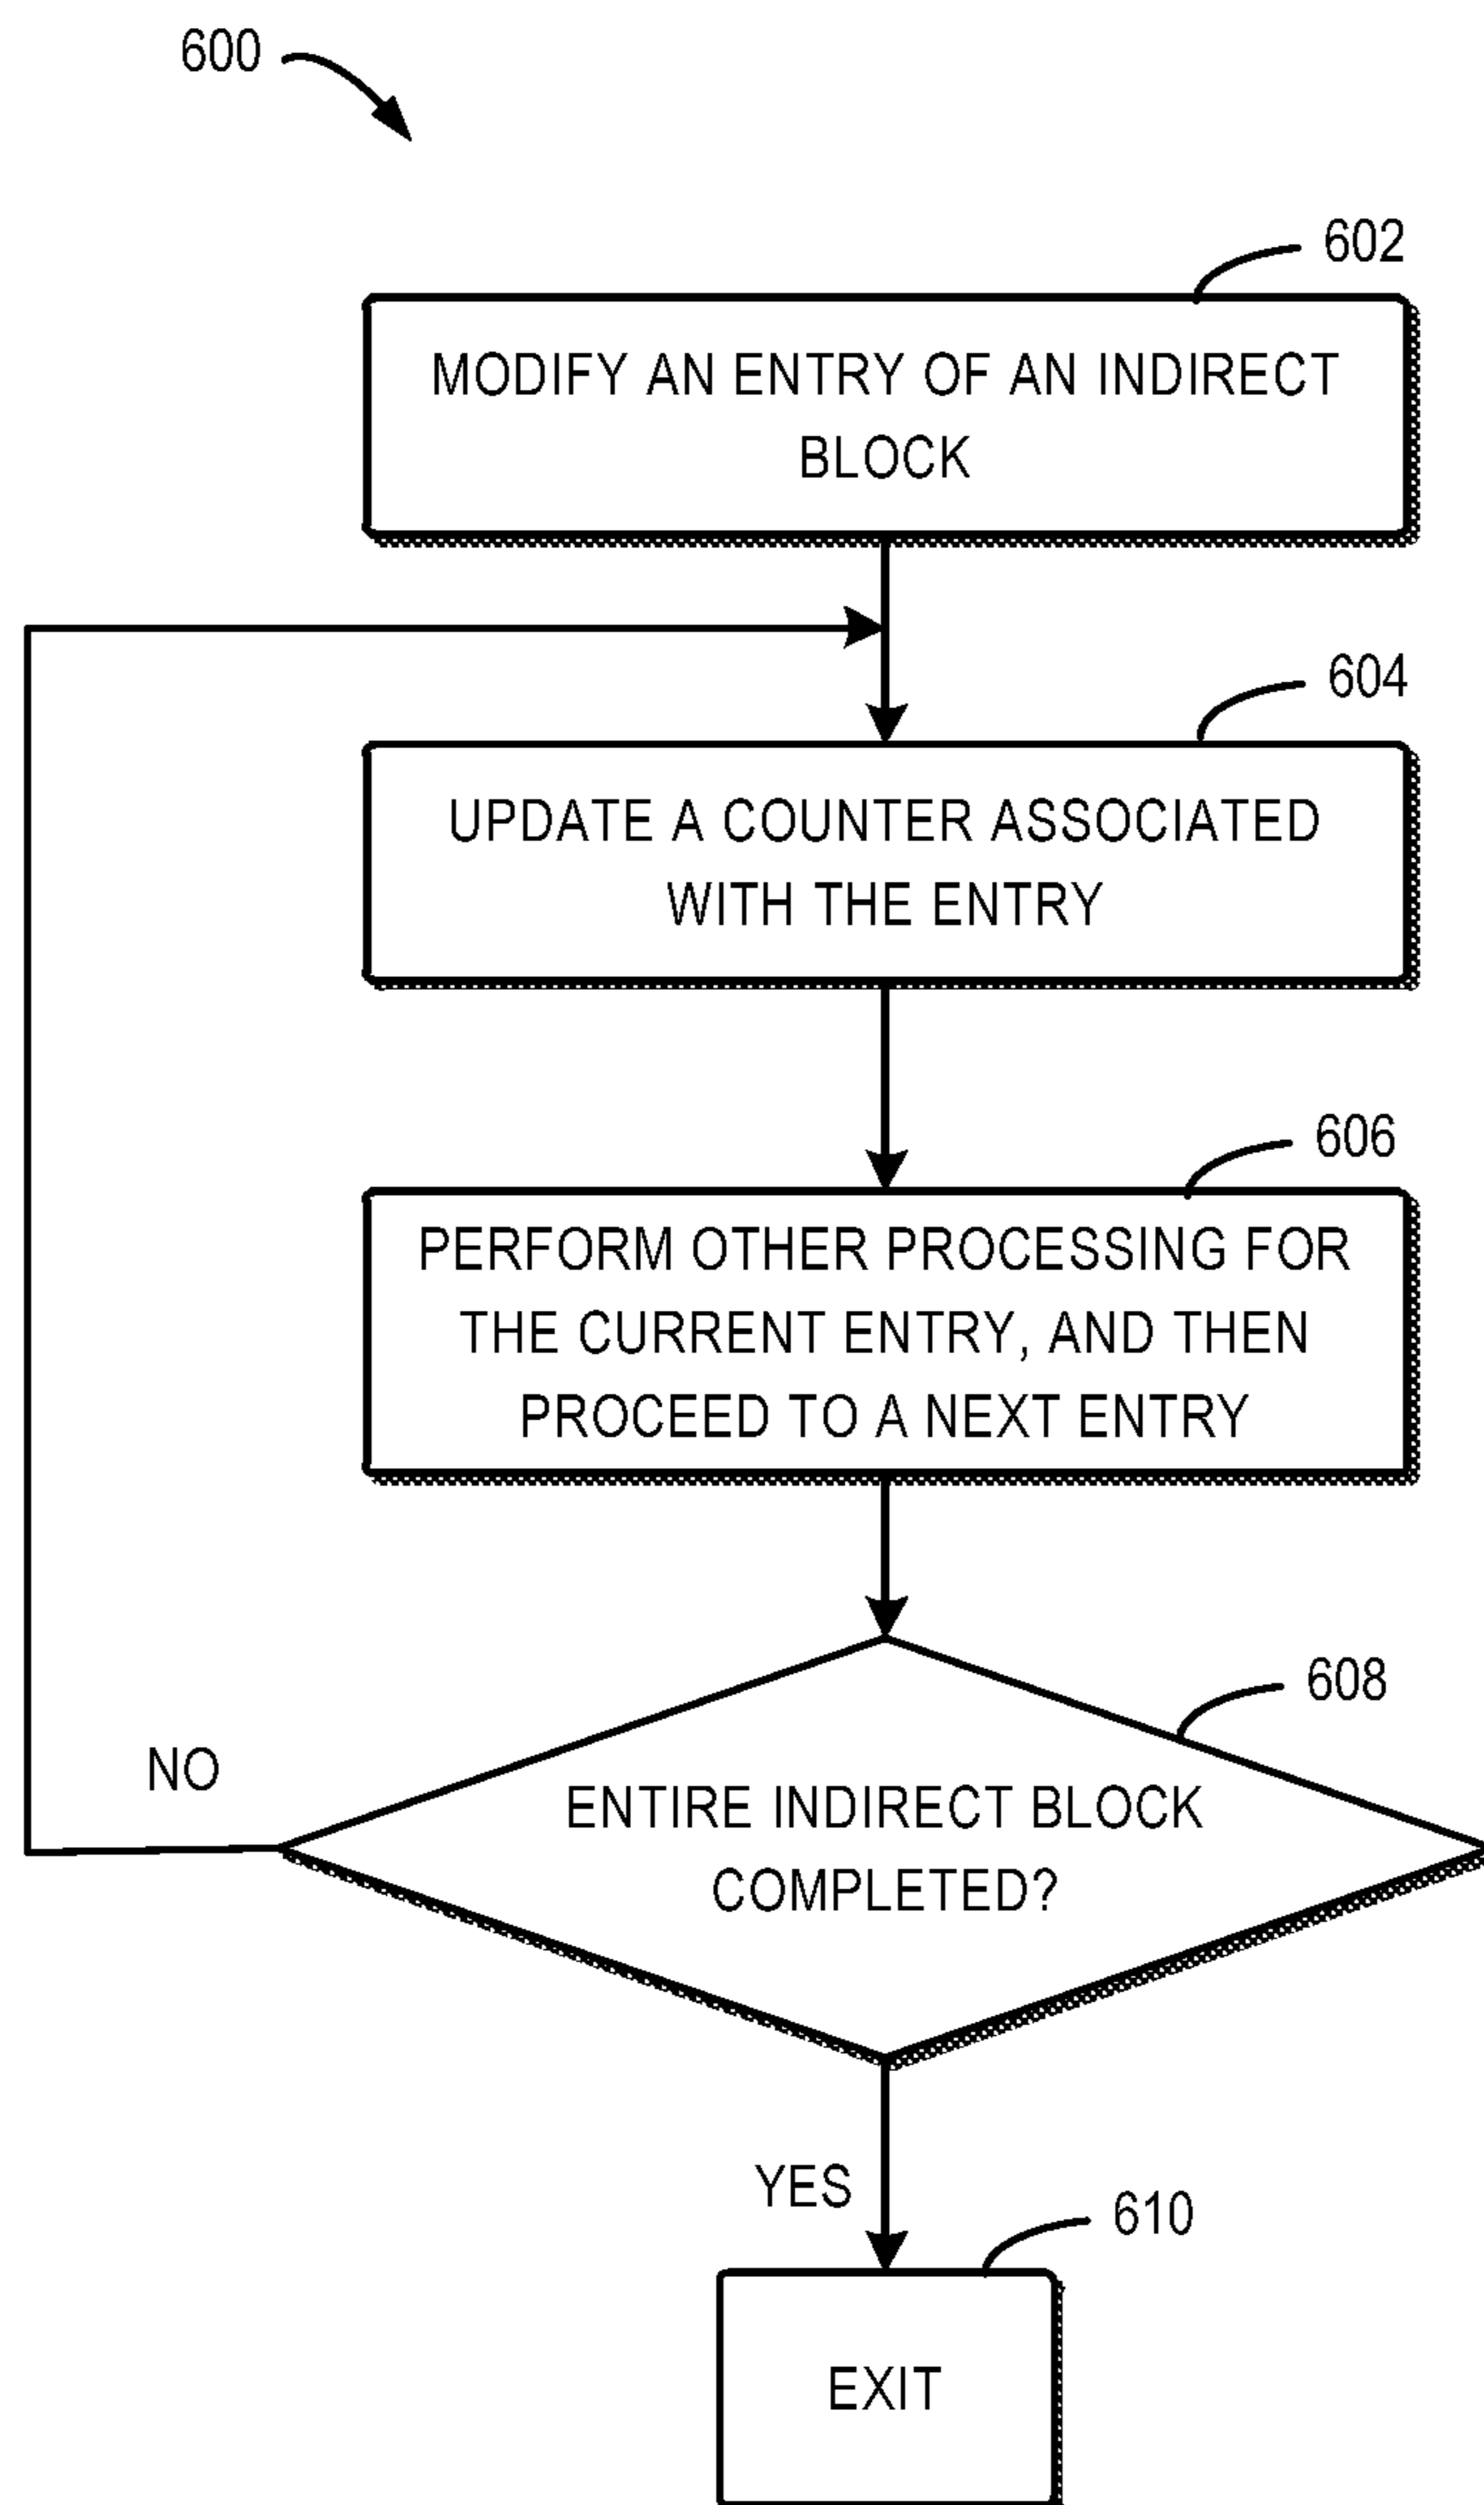 600
602
MODIFY AN ENTRY OF AN INDIRECT
BLOCK
604
UPDATE A COUNTER ASSOCIATED
WITH THE ENTRY
606
PERFORM OTHER PROCESSING FOR
THE CURRENT ENTRY, AND THEN
PROCEED TO A NEXT ENTRY
608
NO
ENTIRE INDIRECT BLOCK
COMPLETED?
YES
610
EXIT